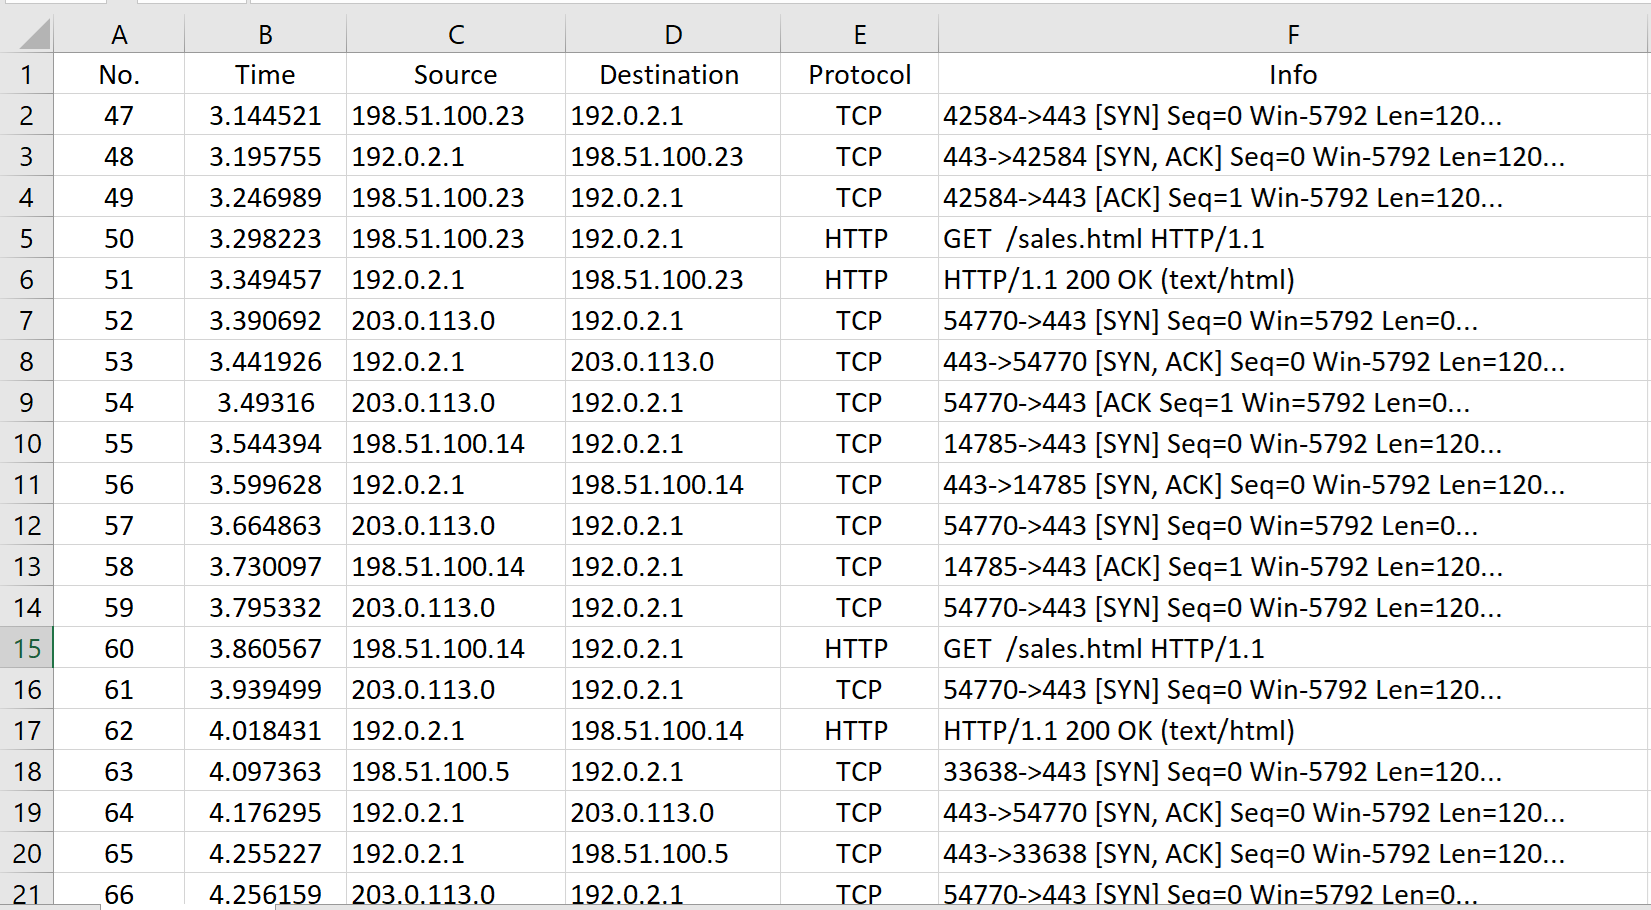 A B C D E F
1 No. Time Source Destination Protocol Info
2 47 3.144521 198.51.100.23 192.0.2.1 TCP 42584->443 [SYN] Seq=0 Win-5792 Len=120...
3 48 3.195755 192.0.2.1 198.51.100.23 TCP 443->42584 [SYN, ACK] Seq=0 Win-5792 Len=120...
4 49 3.246989 198.51.100.23 192.0.2.1 TCP 42584->443 [ACK] Seq=1 Win-5792 Len=120...
5 50 3.298223 198.51.100.23 192.0.2.1 HTTP GET  /sales.html HTTP/1.1
6 51 3.349457 192.0.2.1 198.51.100.23 HTTP HTTP/1.1 200 OK (text/html)
7 52 3.390692 203.0.113.0 192.0.2.1 TCP 54770->443 [SYN] Seq=0 Win=5792 Len=0...
8 53 3.441926 192.0.2.1 203.0.113.0 TCP 443->54770 [SYN, ACK] Seq=0 Win-5792 Len=120...
9 54 3.49316 203.0.113.0 192.0.2.1 TCP 54770->443 [ACK Seq=1 Win=5792 Len=0...
10 55 3.544394 198.51.100.14 192.0.2.1 TCP 14785->443 [SYN] Seq=0 Win-5792 Len=120...
11 56 3.599628 192.0.2.1 198.51.100.14 TCP 443->14785 [SYN, ACK] Seq=0 Win-5792 Len=120...
12 57 3.664863 203.0.113.0 192.0.2.1 TCP 54770->443 [SYN] Seq=0 Win=5792 Len=0...
13 58 3.730097 198.51.100.14 192.0.2.1 TCP 14785->443 [ACK] Seq=1 Win-5792 Len=120...
14 59 3.795332 203.0.113.0 192.0.2.1 TCP 54770->443 [SYN] Seq=0 Win-5792 Len=120...
15 60 3.860567 198.51.100.14 192.0.2.1 HTTP GET  /sales.html HTTP/1.1
16 61 3.939499 203.0.113.0 192.0.2.1 TCP 54770->443 [SYN] Seq=0 Win-5792 Len=120...
17 62 4.018431 192.0.2.1 198.51.100.14 HTTP HTTP/1.1 200 OK (text/html)
18 63 4.097363 198.51.100.5 192.0.2.1 TCP 33638->443 [SYN] Seq=0 Win-5792 Len=120...
19 64 4.176295 192.0.2.1 203.0.113.0 TCP 443->54770 [SYN, ACK] Seq=0 Win-5792 Len=120...
20 65 4.255227 192.0.2.1 198.51.100.5 TCP 443->33638 [SYN, ACK] Seq=0 Win-5792 Len=120...
21 66 4.256159 203.0.113.0 192.0.2.1 TCP 54770->443 [SYN] Seq=0 Win=5792 Len=0...